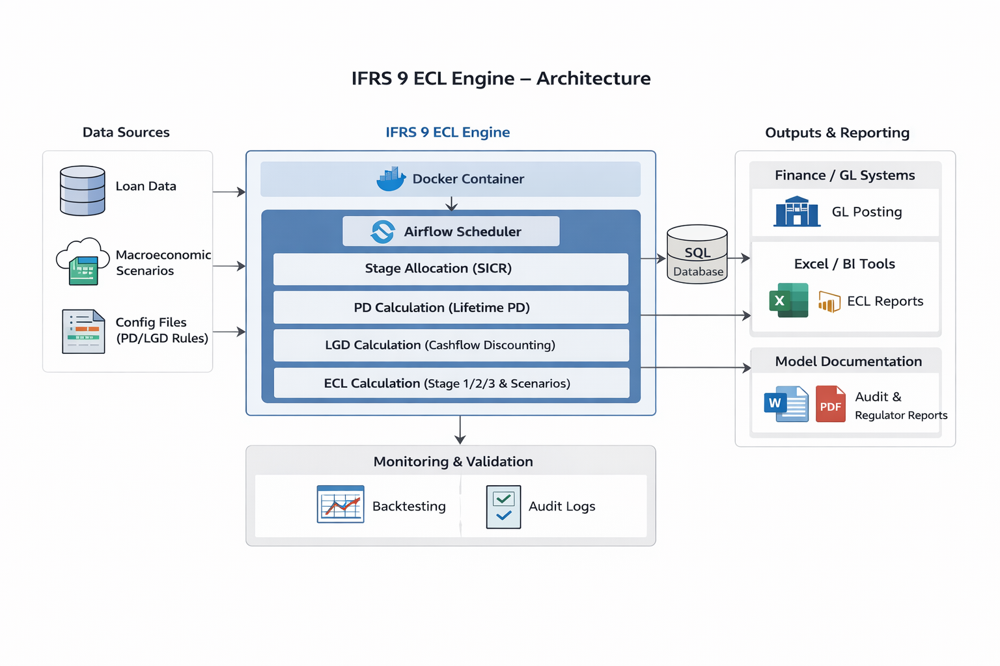 IFRS 9 ECL Engine – Architecture
Data Sources
Loan Data
Macroeconomic
Scenarios
Config Files
(PD/LGD Rules)
IFRS 9 ECL Engine
Docker Container
Airflow Scheduler
Stage Allocation (SICR)
PD Calculation (Lifetime PD)
LGD Calculation (Cashflow Discounting)
ECL Calculation (Stage 1/2/3 & Scenarios)
SQL
Database
Outputs & Reporting
Finance / GL Systems
GL Posting
Excel / BI Tools
X
ECL Reports
Model Documentation
W
PDF
Audit &
Regulator Reports
Monitoring & Validation
Backtesting
Audit Logs